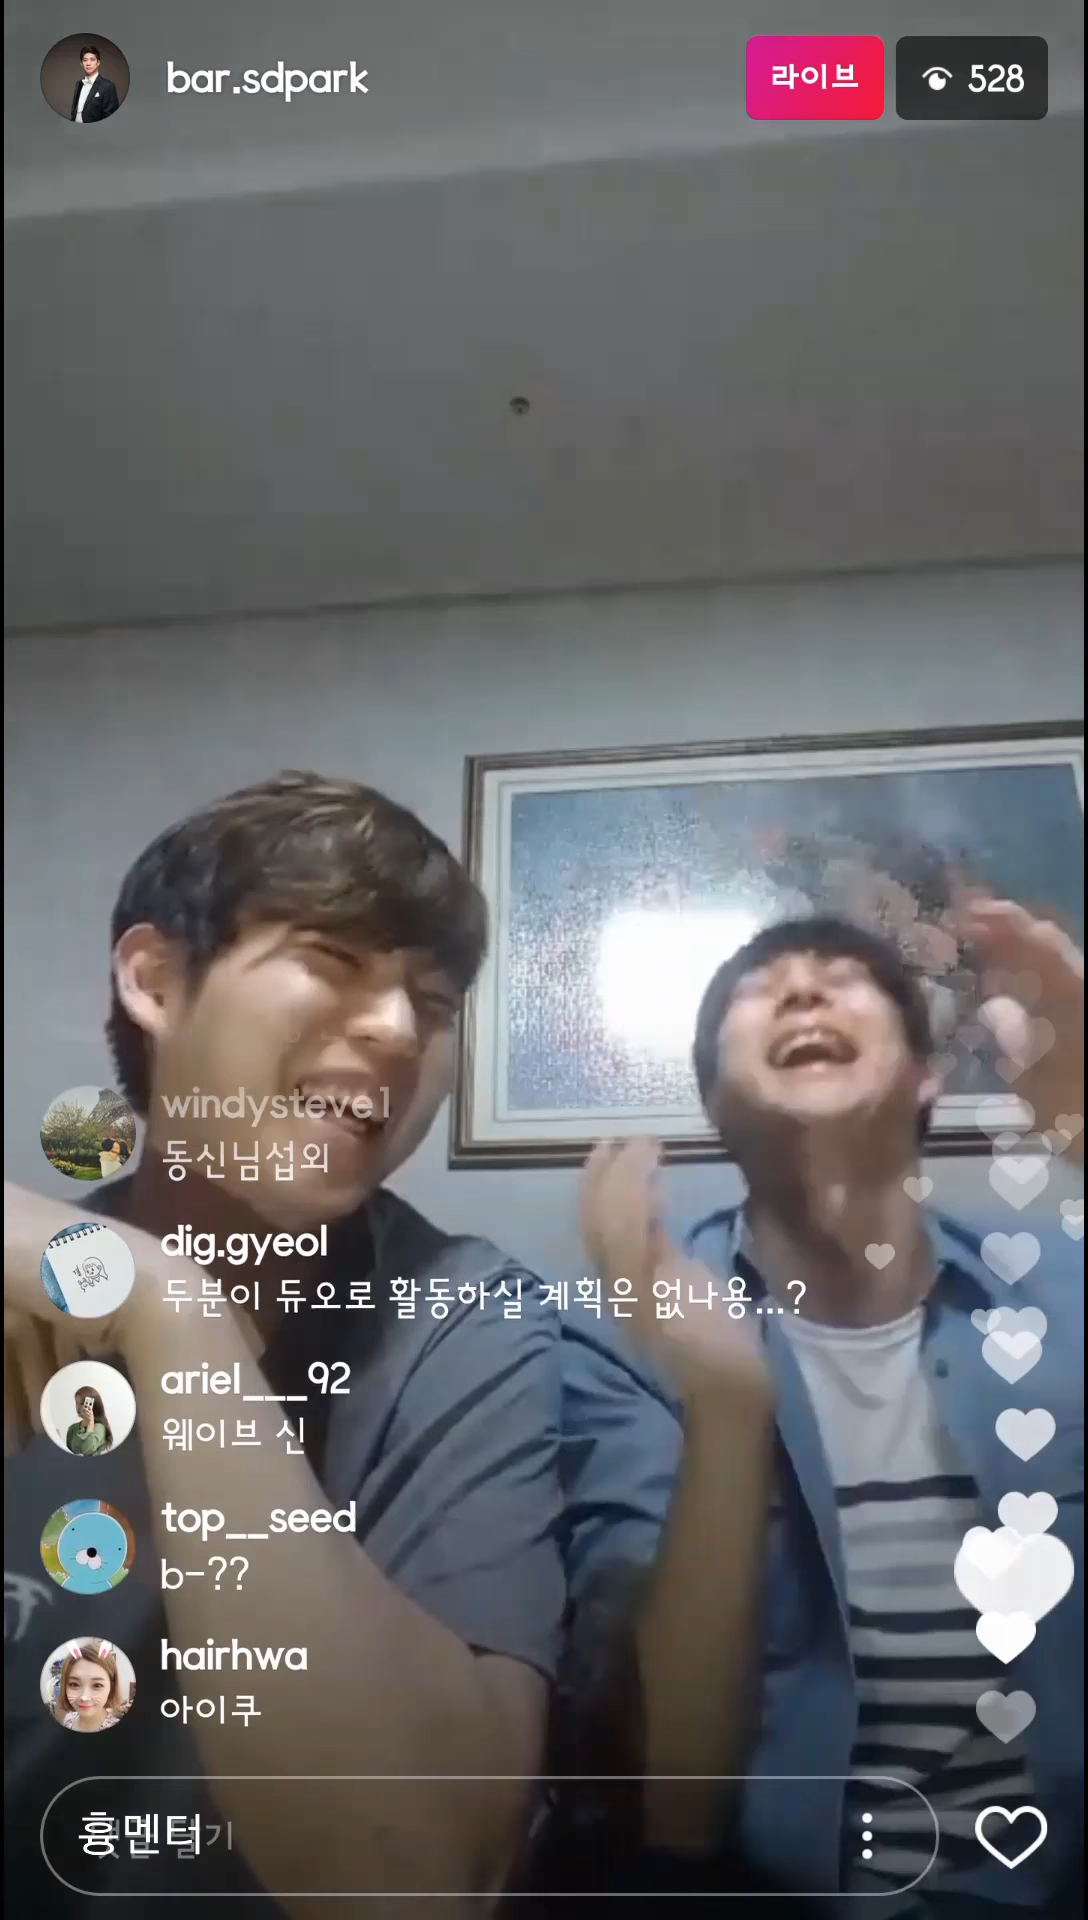 bar.sdpark
라이브
528
windysteve1
동신님섭외
dig.gyeol
두분이 듀오로 활동하실 계획은 없나용...?
ariel___92
웨이브 신
top__seed
b-??
hairhwa
아이쿠
흉멘터